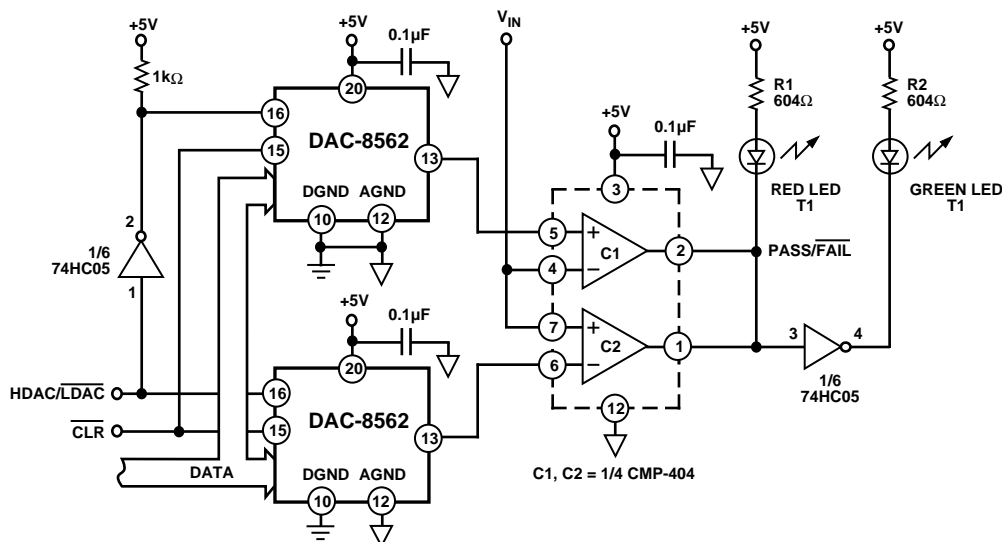 +5V
1kΩ
+5V
0.1µF
20
16
15
DAC-8562
13
DGND
AGND
10
12
2
1/6
74HC05
1
HDAC/LDAC
CLR
DATA
+5V
0.1µF
20
16
15
DAC-8562
13
DGND
AGND
10
12
VIN
+5V
0.1µF
3
5
+
C1
2
4
−
7
+
C2
1
6
−
12
C1, C2 = 1/4 CMP-404
+5V
R1
604Ω
RED LED
T1
+5V
R2
604Ω
GREEN LED
T1
PASS/FAIL
3
4
1/6
74HC05